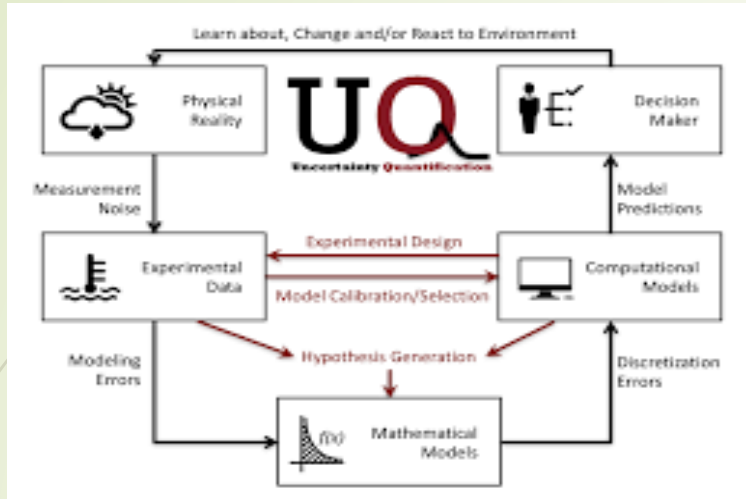 Learn about, Change and/or React to Environment
Physical
Reality
UQ
Uncertainty Quantification
Decision
Maker
Measurement
Noise
Model
Predictions
Experimental
Data
Experimental Design
Model Calibration/Selection
Computational
Models
Modeling
Errors
Hypothesis Generation
Discretization
Errors
f(x)
Mathematical
Models